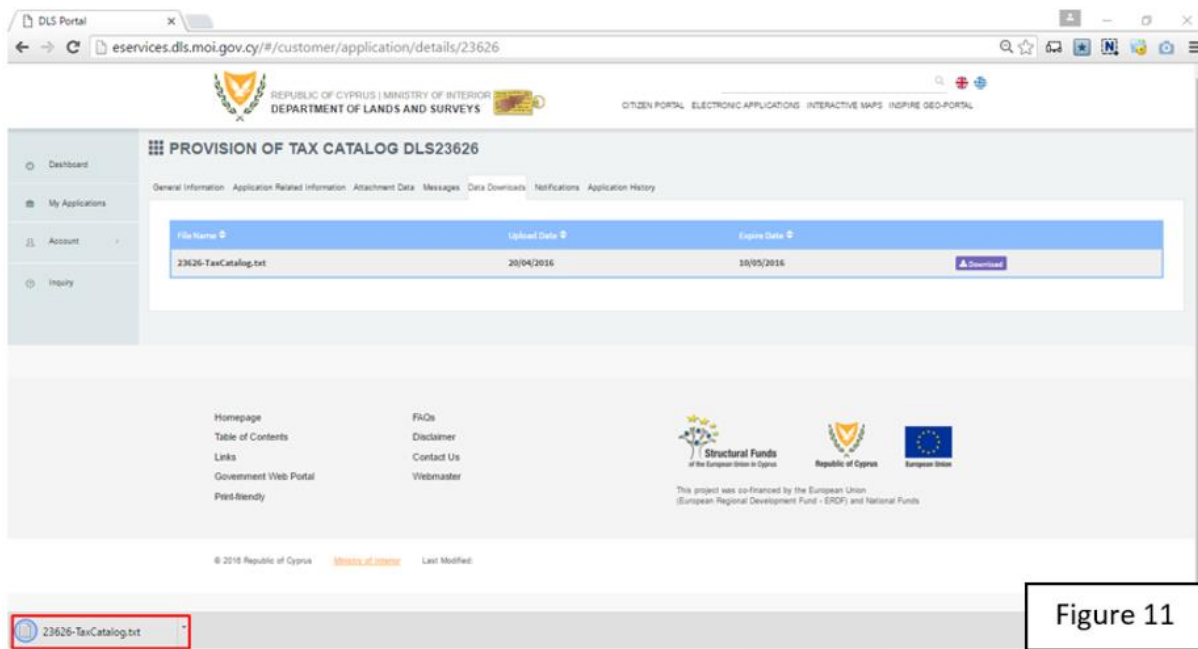 DLS Portal
eservices.dls.moi.gov.cy/#/customer/application/details/23626
REPUBLIC OF CYPRUS | MINISTRY OF INTERIOR
DEPARTMENT OF LANDS AND SURVEYS
CITIZEN PORTAL ELECTRONIC APPLICATIONS INTERACTIVE MAPS INSPIRE GEO-PORTAL
PROVISION OF TAX CATALOG DLS23626
Dashboard
My Applications
Account
Inquiry
General Information Application Related Information Attachment Data Messages Data Downloads Notifications Application History
File Name Upload Date Expire Date
23626-TaxCatalog.txt 20/04/2016 10/05/2016 Download
Homepage FAQs
Table of Contents Disclaimer
Links Contact Us
Government Web Portal Webmaster
Print-friendly
Structural Funds
of the European Union in Cyprus Republic of Cyprus European Union
This project was co-financed by the European Union
(European Regional Development Fund - ERDF) and National Funds
© 2016 Republic of Cyprus Ministry of Interior Last Modified:
23626-TaxCatalog.txt
Figure 11